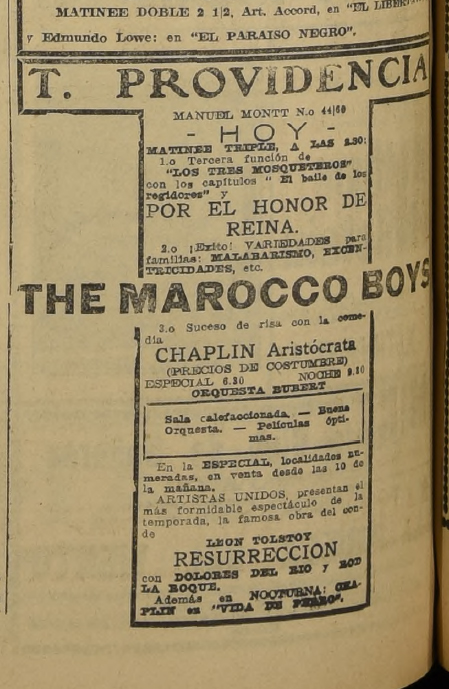 MATINEE DOBLE 2 1|2, Art. Accord, en "EL
y Edmundo Lowe: en "EL PARAISO NEGRO".
T. PROVIDENCIA
MANUEL MONTT N.o 44|60
- HOY -
MATINEE TRIPLE, A LAS 2.30:
1.o Tercera función de
"LOS TRES MOSQUETEROS"
con los capítulos " El baile de los
regidores" y
POR EL HONOR DE
REINA.
2.o ¡Exito! VARIEDADES para
familias: MALABARISMO, EXCEN-
TRICIDADES, etc.
THE MAROCCO BOYS
3.o Suceso de risa con la come-
dia
CHAPLIN Aristócrata
(PRECIOS DE COSTUMBRE)
ESPECIAL 6.30 NOCHE 9.10
ORQUESTA BUBERT
Sala calefaccionada. — Buena
Orquesta. — Películas ópti-
mas.
En la ESPECIAL, localidades nu-
meradas, en venta desde las 10 de
la mañana.
ARTISTAS UNIDOS, presentan el
más formidable espectáculo de la
temporada, la famosa obra del con-
de
LEON TOLSTOY
RESURRECCION
con DOLORES DEL RIO y ROD
LA ROQUE.
Además en NOCTURNA: CHA-
PLIN en "VIDA DE PERRO".